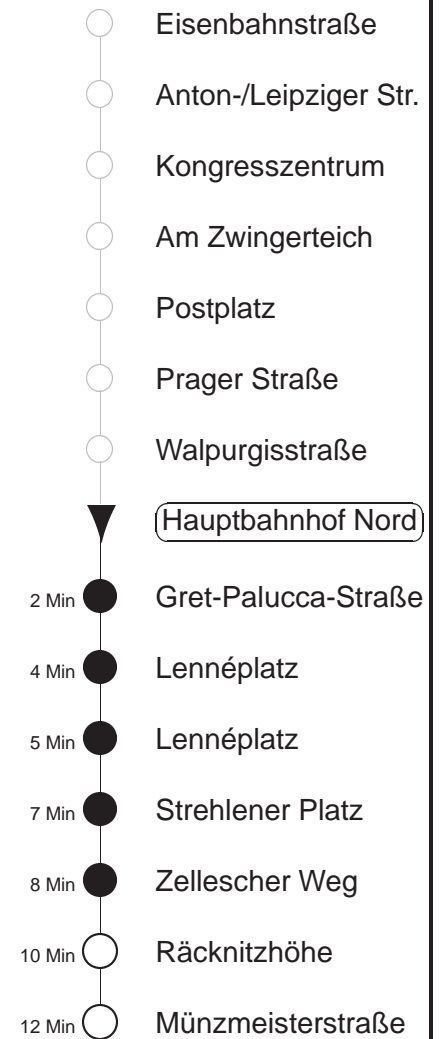 Eisenbahnstraße
Anton-/Leipziger Str.
Kongresszentrum
Am Zwingerteich
Postplatz
Prager Straße
Walpurgisstraße
Hauptbahnhof Nord
2 Min Gret-Palucca-Straße
4 Min Lennéplatz
5 Min Lennéplatz
7 Min Strehlener Platz
8 Min Zellescher Weg
10 Min Räcknitzhöhe
12 Min Münzmeisterstraße